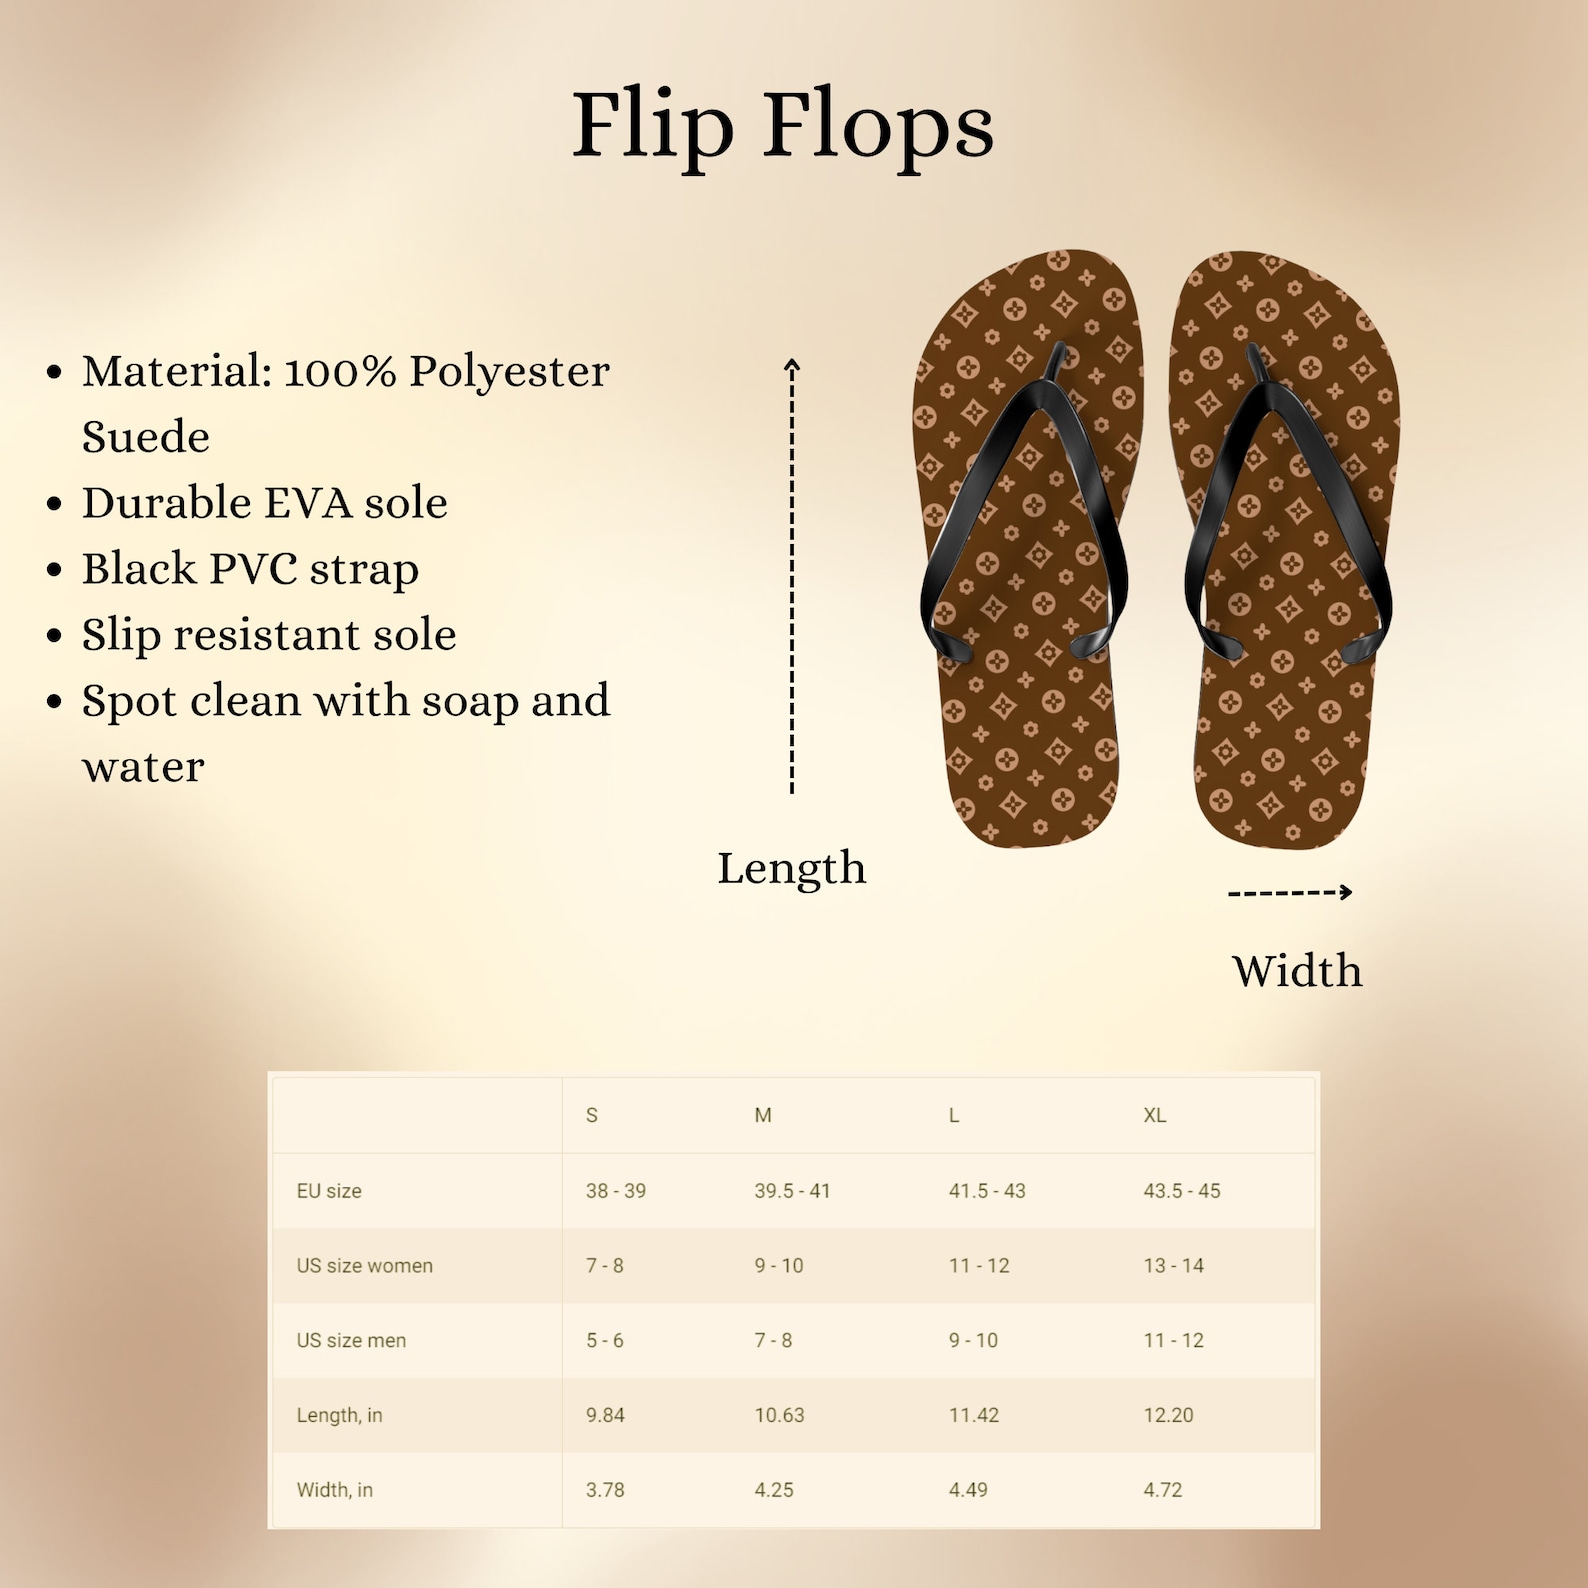 Flip Flops
• Material: 100% Polyester
Suede
• Durable EVA sole
• Black PVC strap
• Slip resistant sole
• Spot clean with soap and
water
Length
Width
S M L XL
EU size 38 - 39 39.5 - 41 41.5 - 43 43.5 - 45
US size women 7 - 8 9 - 10 11 - 12 13 - 14
US size men 5 - 6 7 - 8 9 - 10 11 - 12
Length, in 9.84 10.63 11.42 12.20
Width, in 3.78 4.25 4.49 4.72